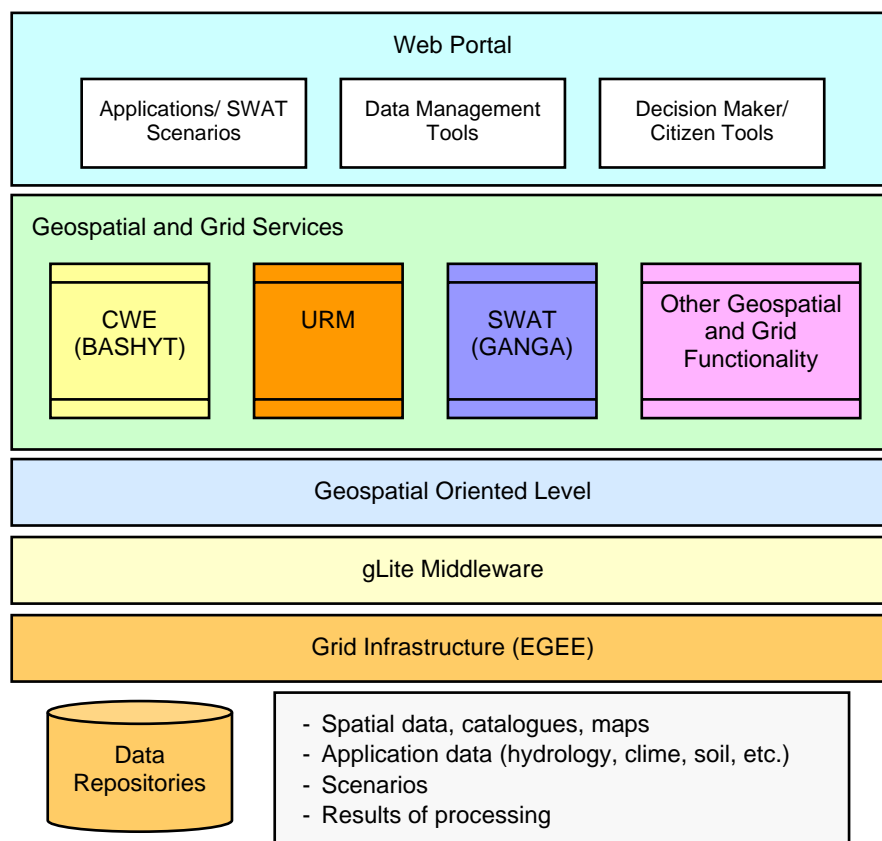 Web Portal
Applications/ SWAT
Scenarios
Data Management
Tools
Decision Maker/
Citizen Tools
Geospatial and Grid Services
CWE
(BASHYT)
URM
SWAT
(GANGA)
Other Geospatial
and Grid
Functionality
Geospatial Oriented Level
gLite Middleware
Grid Infrastructure (EGEE)
Data
Repositories
- Spatial data, catalogues, maps
- Application data (hydrology, clime, soil, etc.)
- Scenarios
- Results of processing